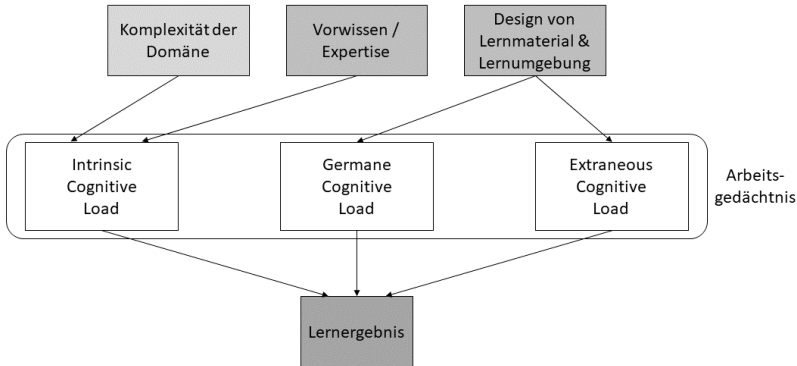 Komplexität der
Domäne
Vorwissen /
Expertise
Design von
Lernmaterial &
Lernumgebung
Intrinsic
Cognitive
Load
Germane
Cognitive
Load
Extraneous
Cognitive
Load
Arbeits-
gedächtnis
Lernergebnis